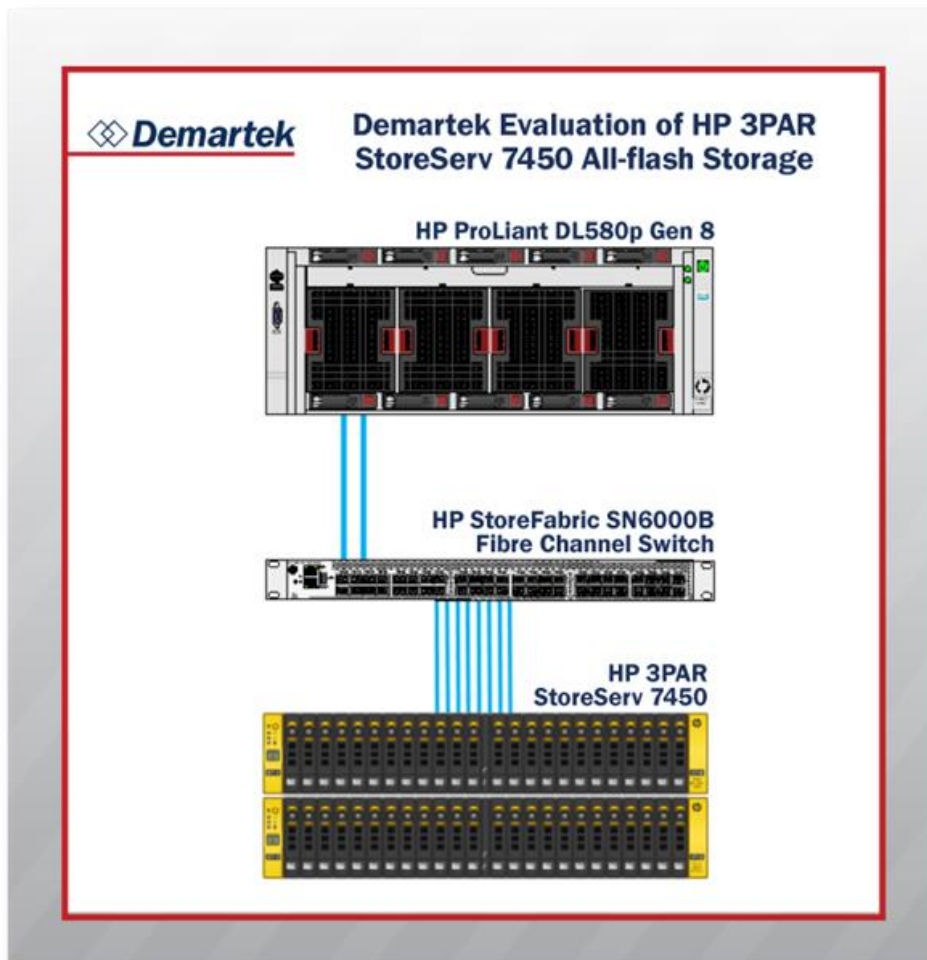 Demartek
Demartek Evaluation of HP 3PAR
StoreServ 7450 All-flash Storage
HP ProLiant DL580p Gen 8
HP StoreFabric SN6000B
Fibre Channel Switch
HP 3PAR
StoreServ 7450